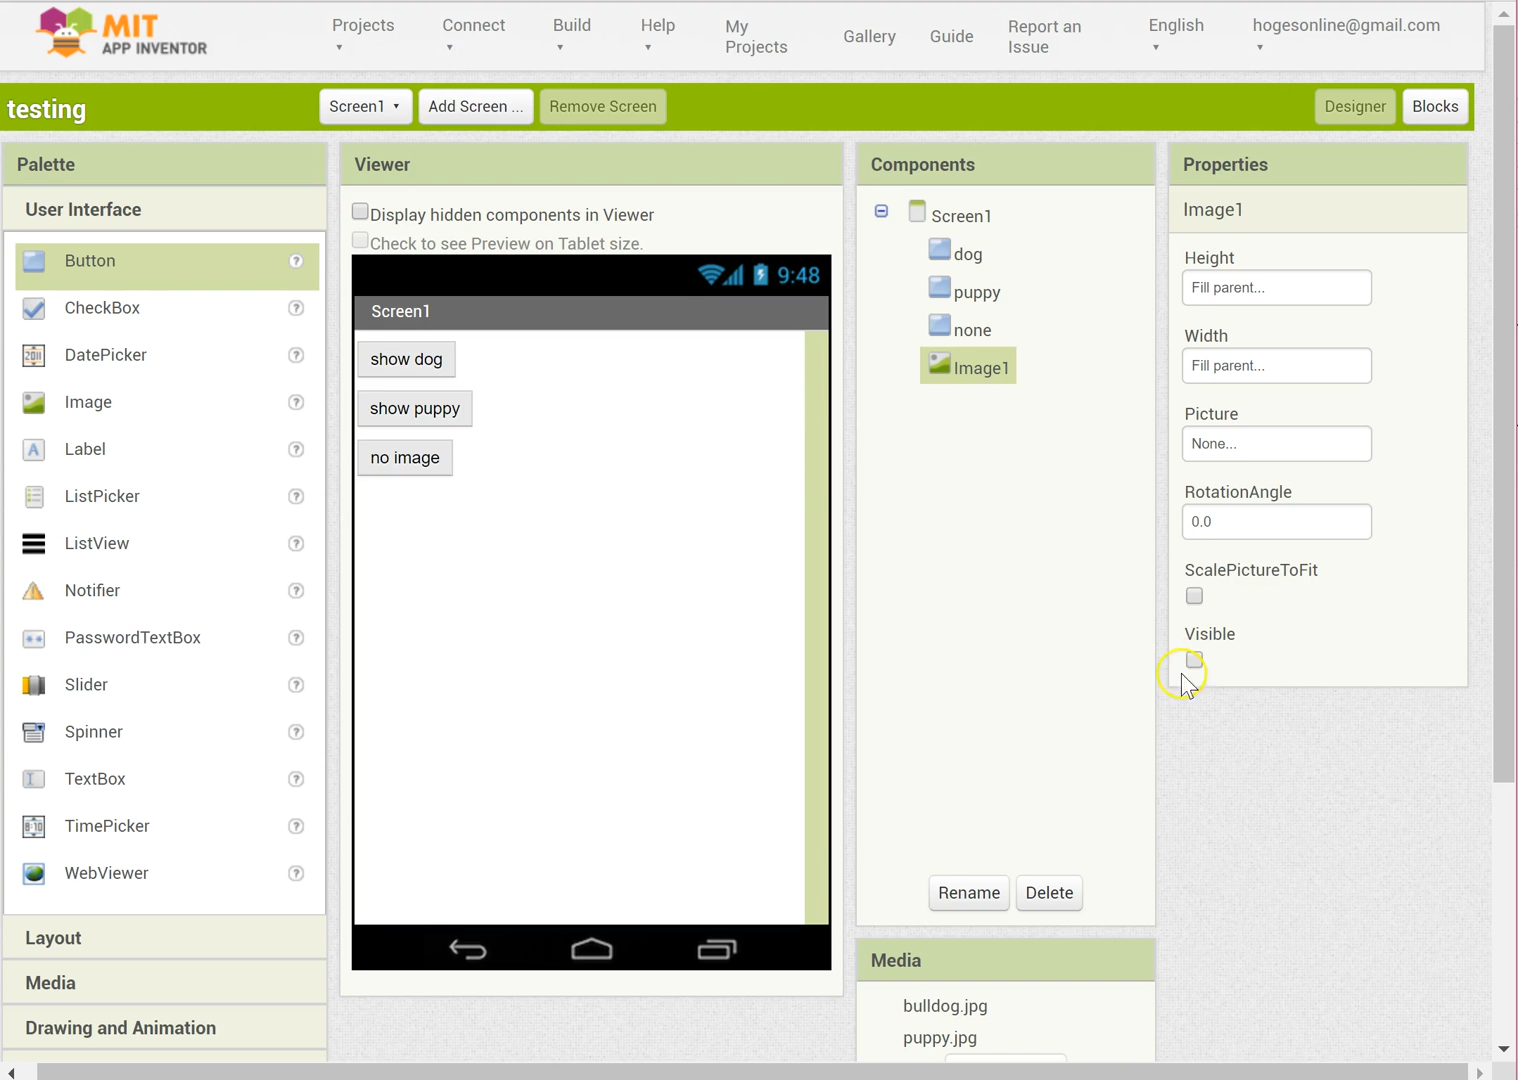 MIT
APP INVENTOR
Projects
Connect
Build
Help
My
Projects
Gallery
Guide
Report an
Issue
English
hogesonline@gmail.com
testing
Screen1
Add Screen ...
Remove Screen
Designer
Blocks
Palette
User Interface
Button
CheckBox
DatePicker
Image
Label
ListPicker
ListView
Notifier
PasswordTextBox
Slider
Spinner
TextBox
TimePicker
WebViewer
Layout
Media
Drawing and Animation
Viewer
Display hidden components in Viewer
Check to see Preview on Tablet size.
9:48
Screen1
show dog
show puppy
no image
Components
Screen1
dog
puppy
none
Image1
Rename
Delete
Media
bulldog.jpg
puppy.jpg
Properties
Image1
Height
Fill parent...
Width
Fill parent...
Picture
None...
RotationAngle
0.0
ScalePictureToFit
Visible